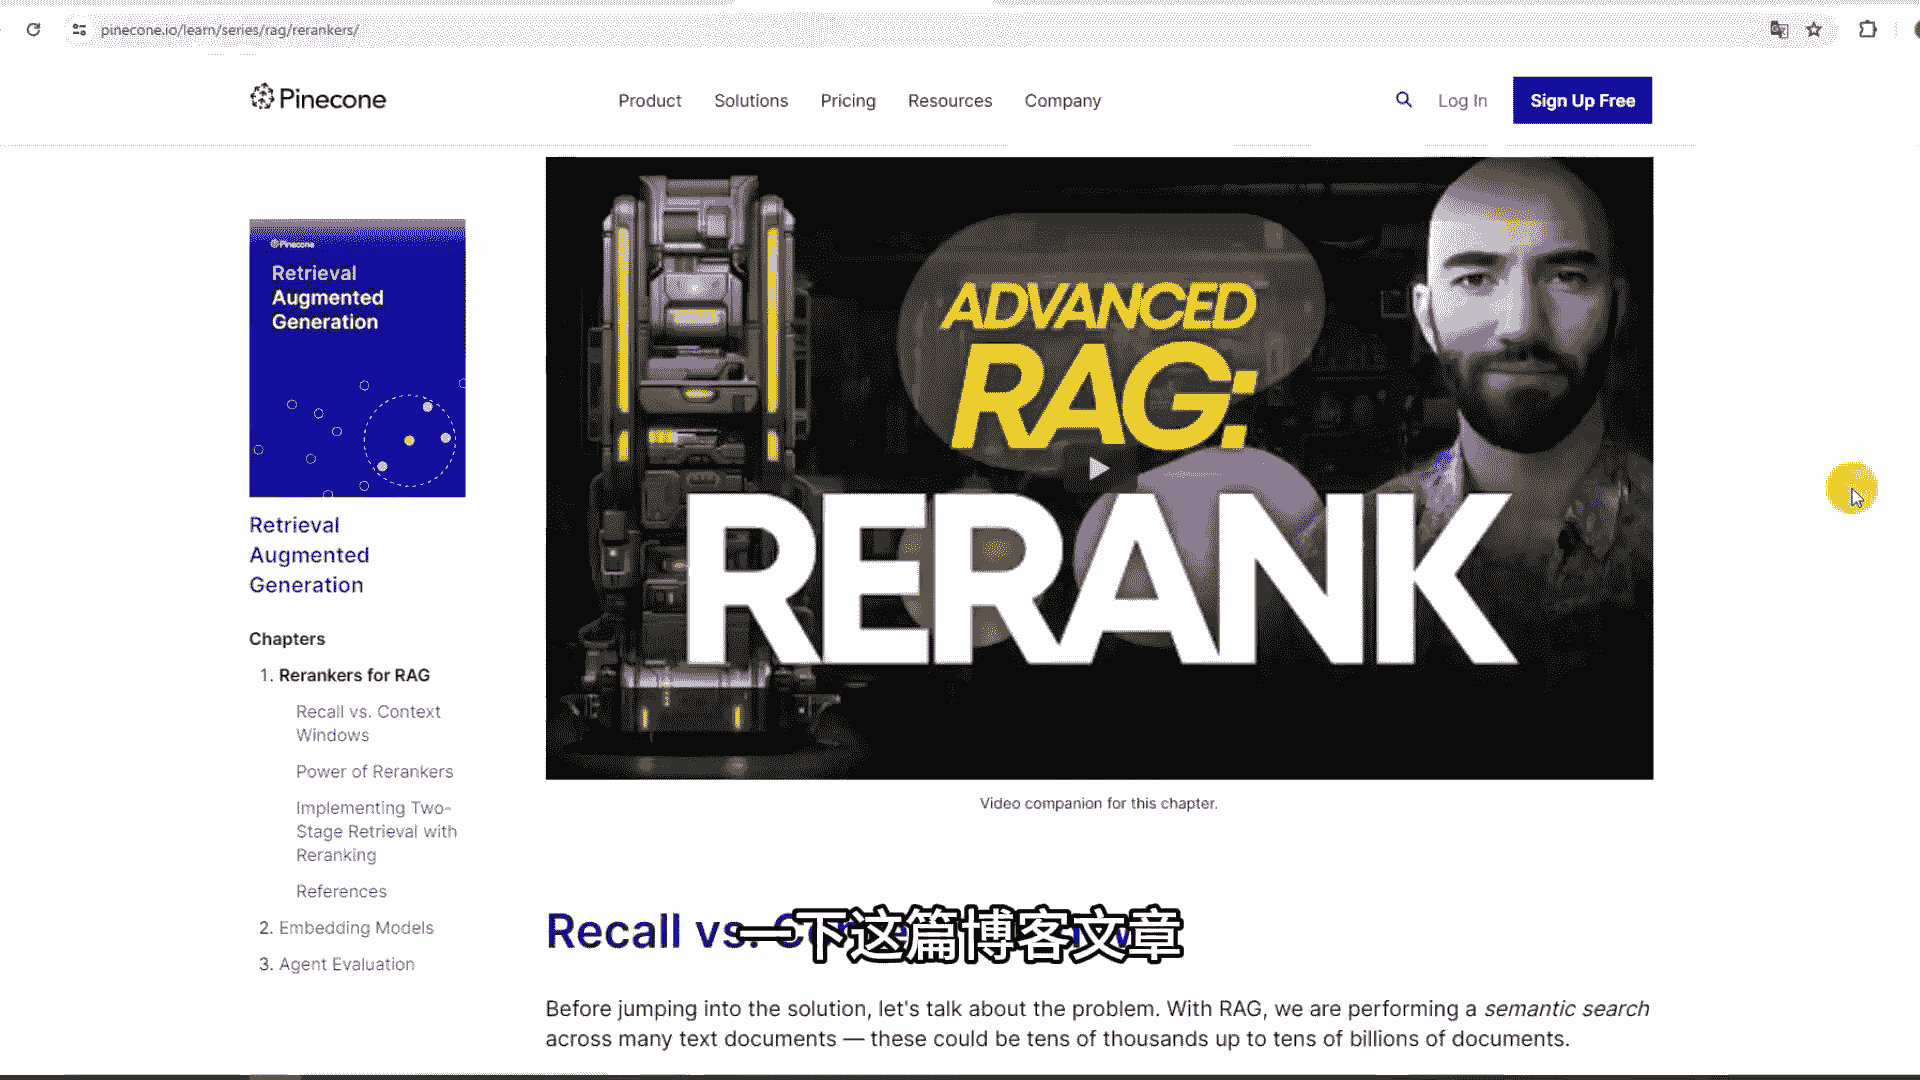 pinecone.io/learn/series/rag/rerankers/
Pinecone
Product
Solutions
Pricing
Resources
Company
Log In
Sign Up Free
Pinecone
Retrieval
Augmented
Generation
Retrieval
Augmented
Generation
Chapters
1. Rerankers for RAG
Recall vs. Context
Windows
Power of Rerankers
Implementing Two-
Stage Retrieval with
Reranking
References
2. Embedding Models
3. Agent Evaluation
ADVANCED
RAG:
RERANK
Video companion for this chapter.
Recall vs.
一下这篇博客文章
Before jumping into the solution, let's talk about the problem. With RAG, we are performing a semantic search
across many text documents — these could be tens of thousands up to tens of billions of documents.